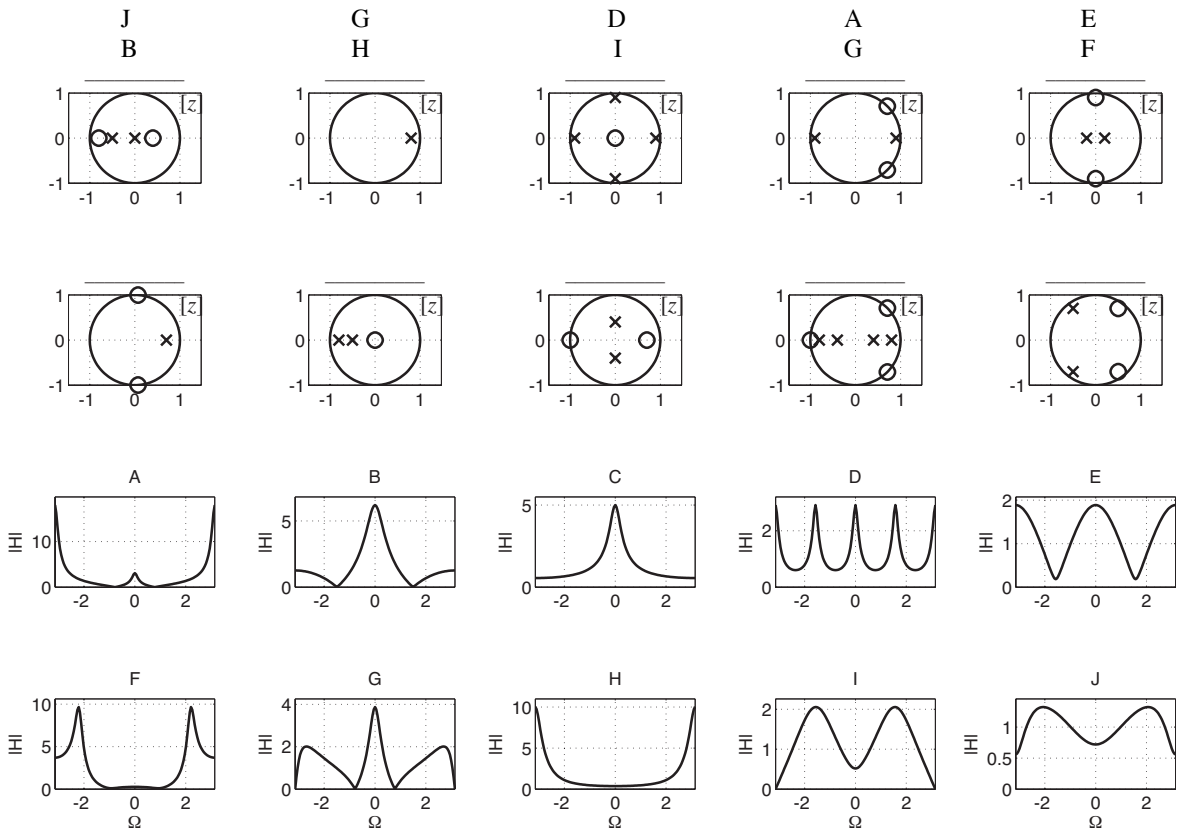 J G D A E
B H I G F
[z] [z] [z] [z] [z]
1 1 1 1 1
0 0 0 0 0
-1 -1 -1 -1 -1
-1 0 1 -1 0 1 -1 0 1 -1 0 1 -1 0 1
[z] [z] [z] [z] [z]
1 1 1 1 1
0 0 0 0 0
-1 -1 -1 -1 -1
-1 0 1 -1 0 1 -1 0 1 -1 0 1 -1 0 1
A B C D E
|H| 10 0 |H| 5 0 |H| 5 0 |H| 2 0 |H| 2 1 0
-2 0 2 -2 0 2 -2 0 2 -2 0 2 -2 0 2
F G H I J
|H| 10 5 0 |H| 4 2 0 |H| 10 5 0 |H| 2 1 0 |H| 1 0.5 0
-2 0 2 -2 0 2 -2 0 2 -2 0 2 -2 0 2
Ω Ω Ω Ω Ω